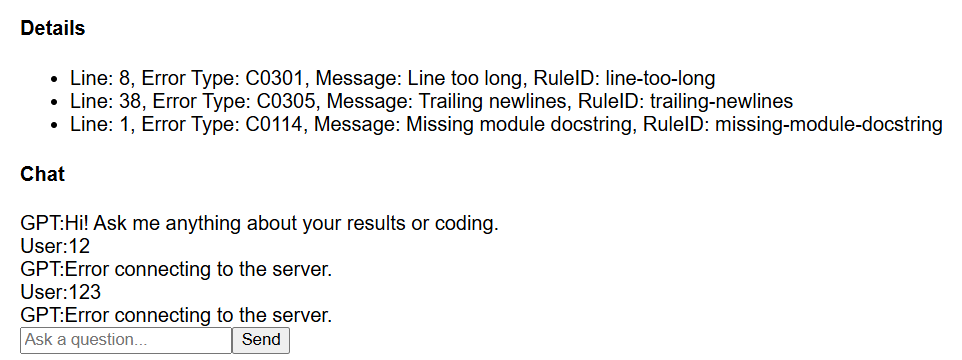 Details
Line: 8, Error Type: C0301, Message: Line too long, RuleID: line-too-long
Line: 38, Error Type: C0305, Message: Trailing newlines, RuleID: trailing-newlines
Line: 1, Error Type: C0114, Message: Missing module docstring, RuleID: missing-module-docstring
Chat
GPT:Hi! Ask me anything about your results or coding.
User:12
GPT:Error connecting to the server.
User:123
GPT:Error connecting to the server.
Ask a question... Send